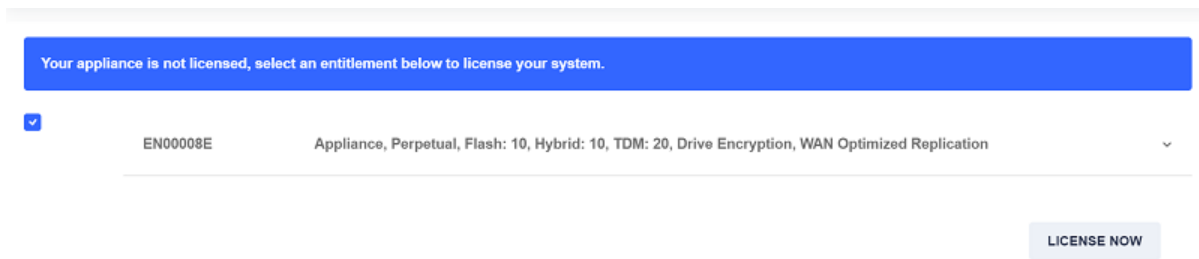 Your appliance is not licensed, select an entitlement below to license your system.
EN00008E Appliance, Perpetual, Flash: 10, Hybrid: 10, TDM: 20, Drive Encryption, WAN Optimized Replication
LICENSE NOW